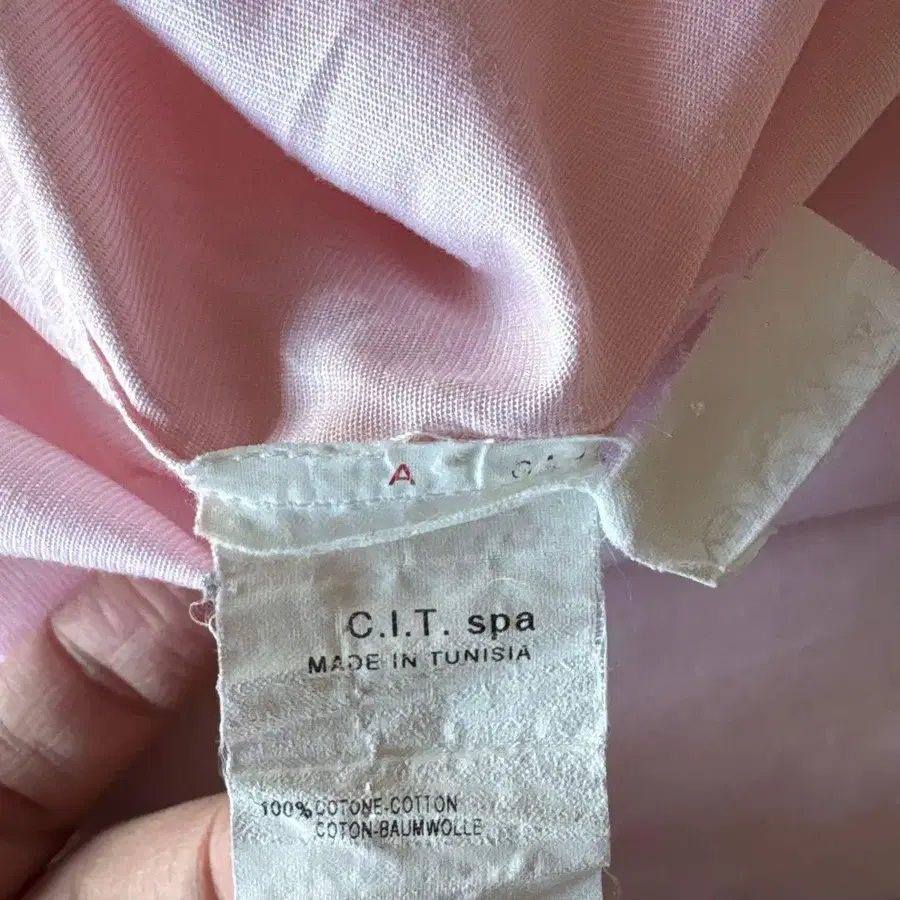 A
C.I.T. spa
MADE IN TUNISIA
100% COTONE-COTTON
COTON-BAUMWOLLE